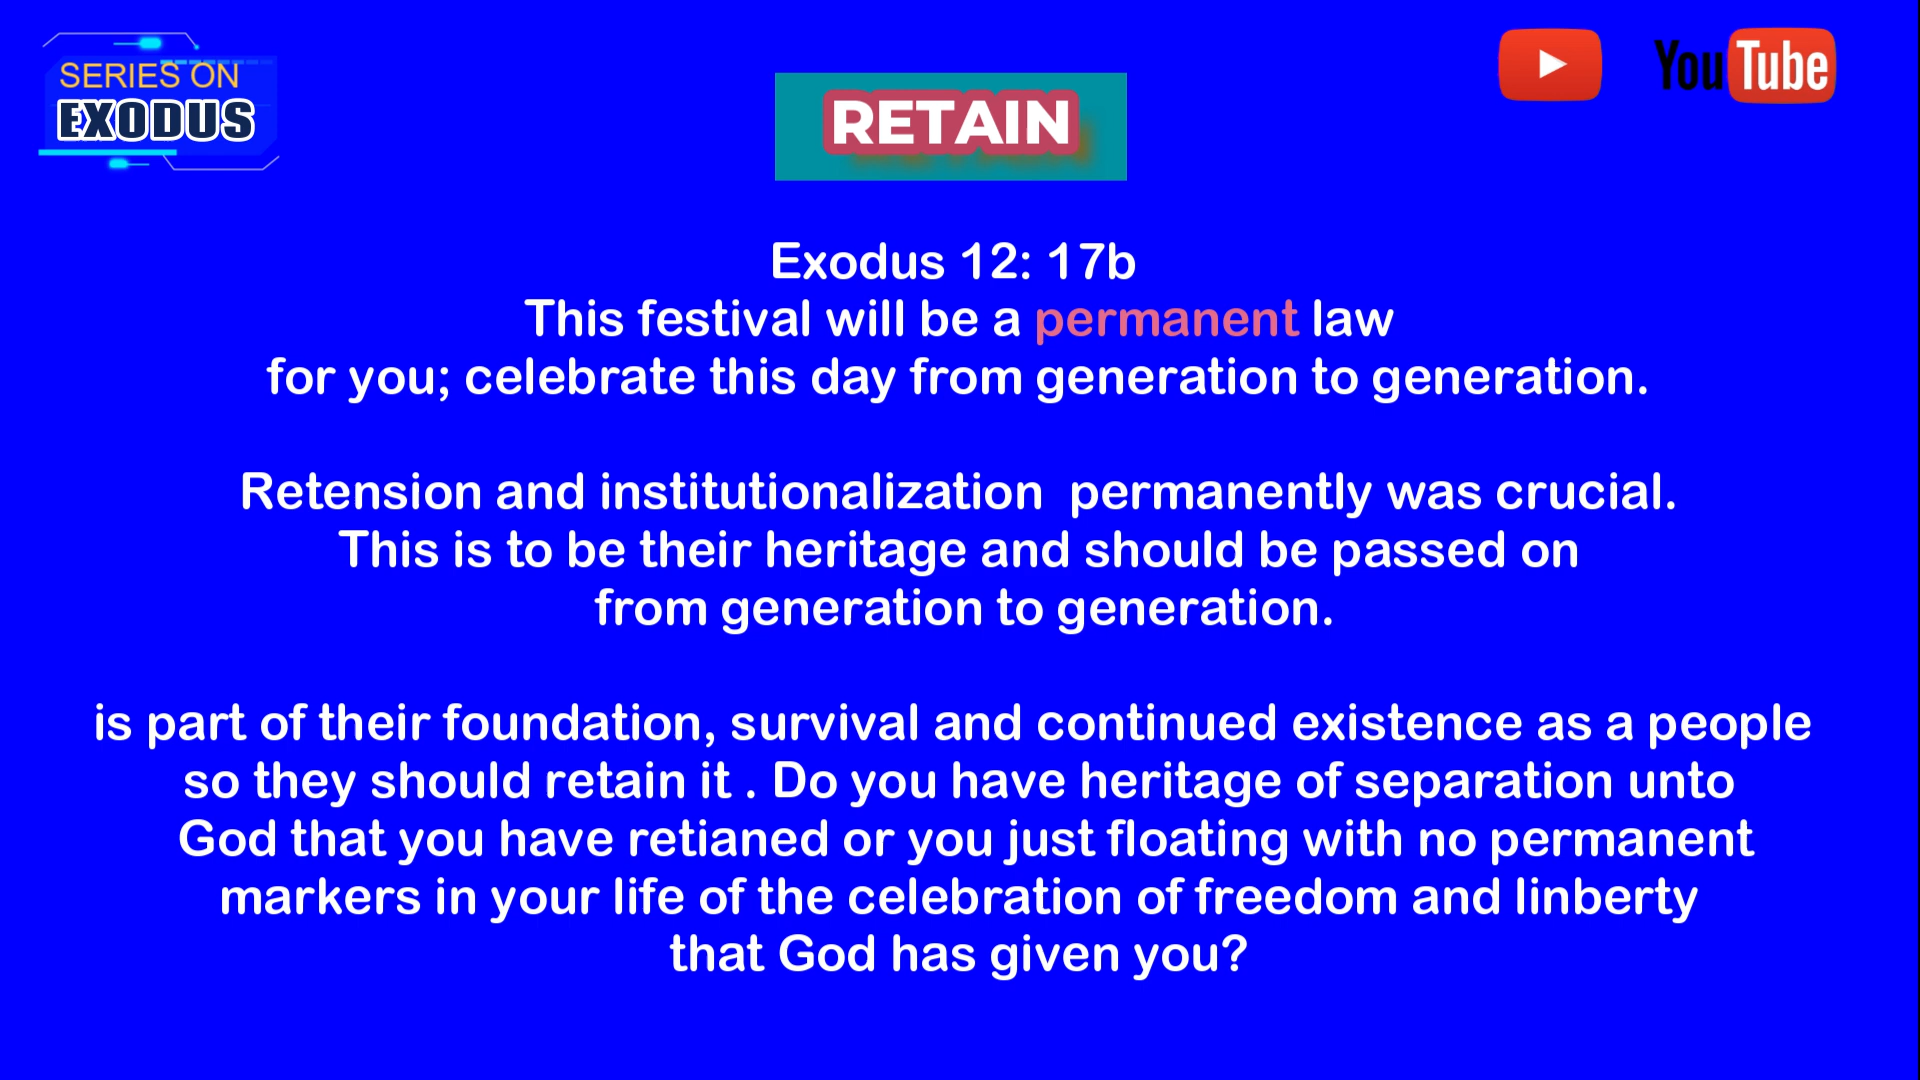 SERIES ON
EXODUS
YouTube
RETAIN
Exodus 12: 17b
This festival will be a permanent law
for you; celebrate this day from generation to generation.
Retension and institutionalization  permanently was crucial.
This is to be their heritage and should be passed on
from generation to generation.
is part of their foundation, survival and continued existence as a people
so they should retain it . Do you have heritage of separation unto
God that you have retianed or you just floating with no permanent
markers in your life of the celebration of freedom and linberty
that God has given you?